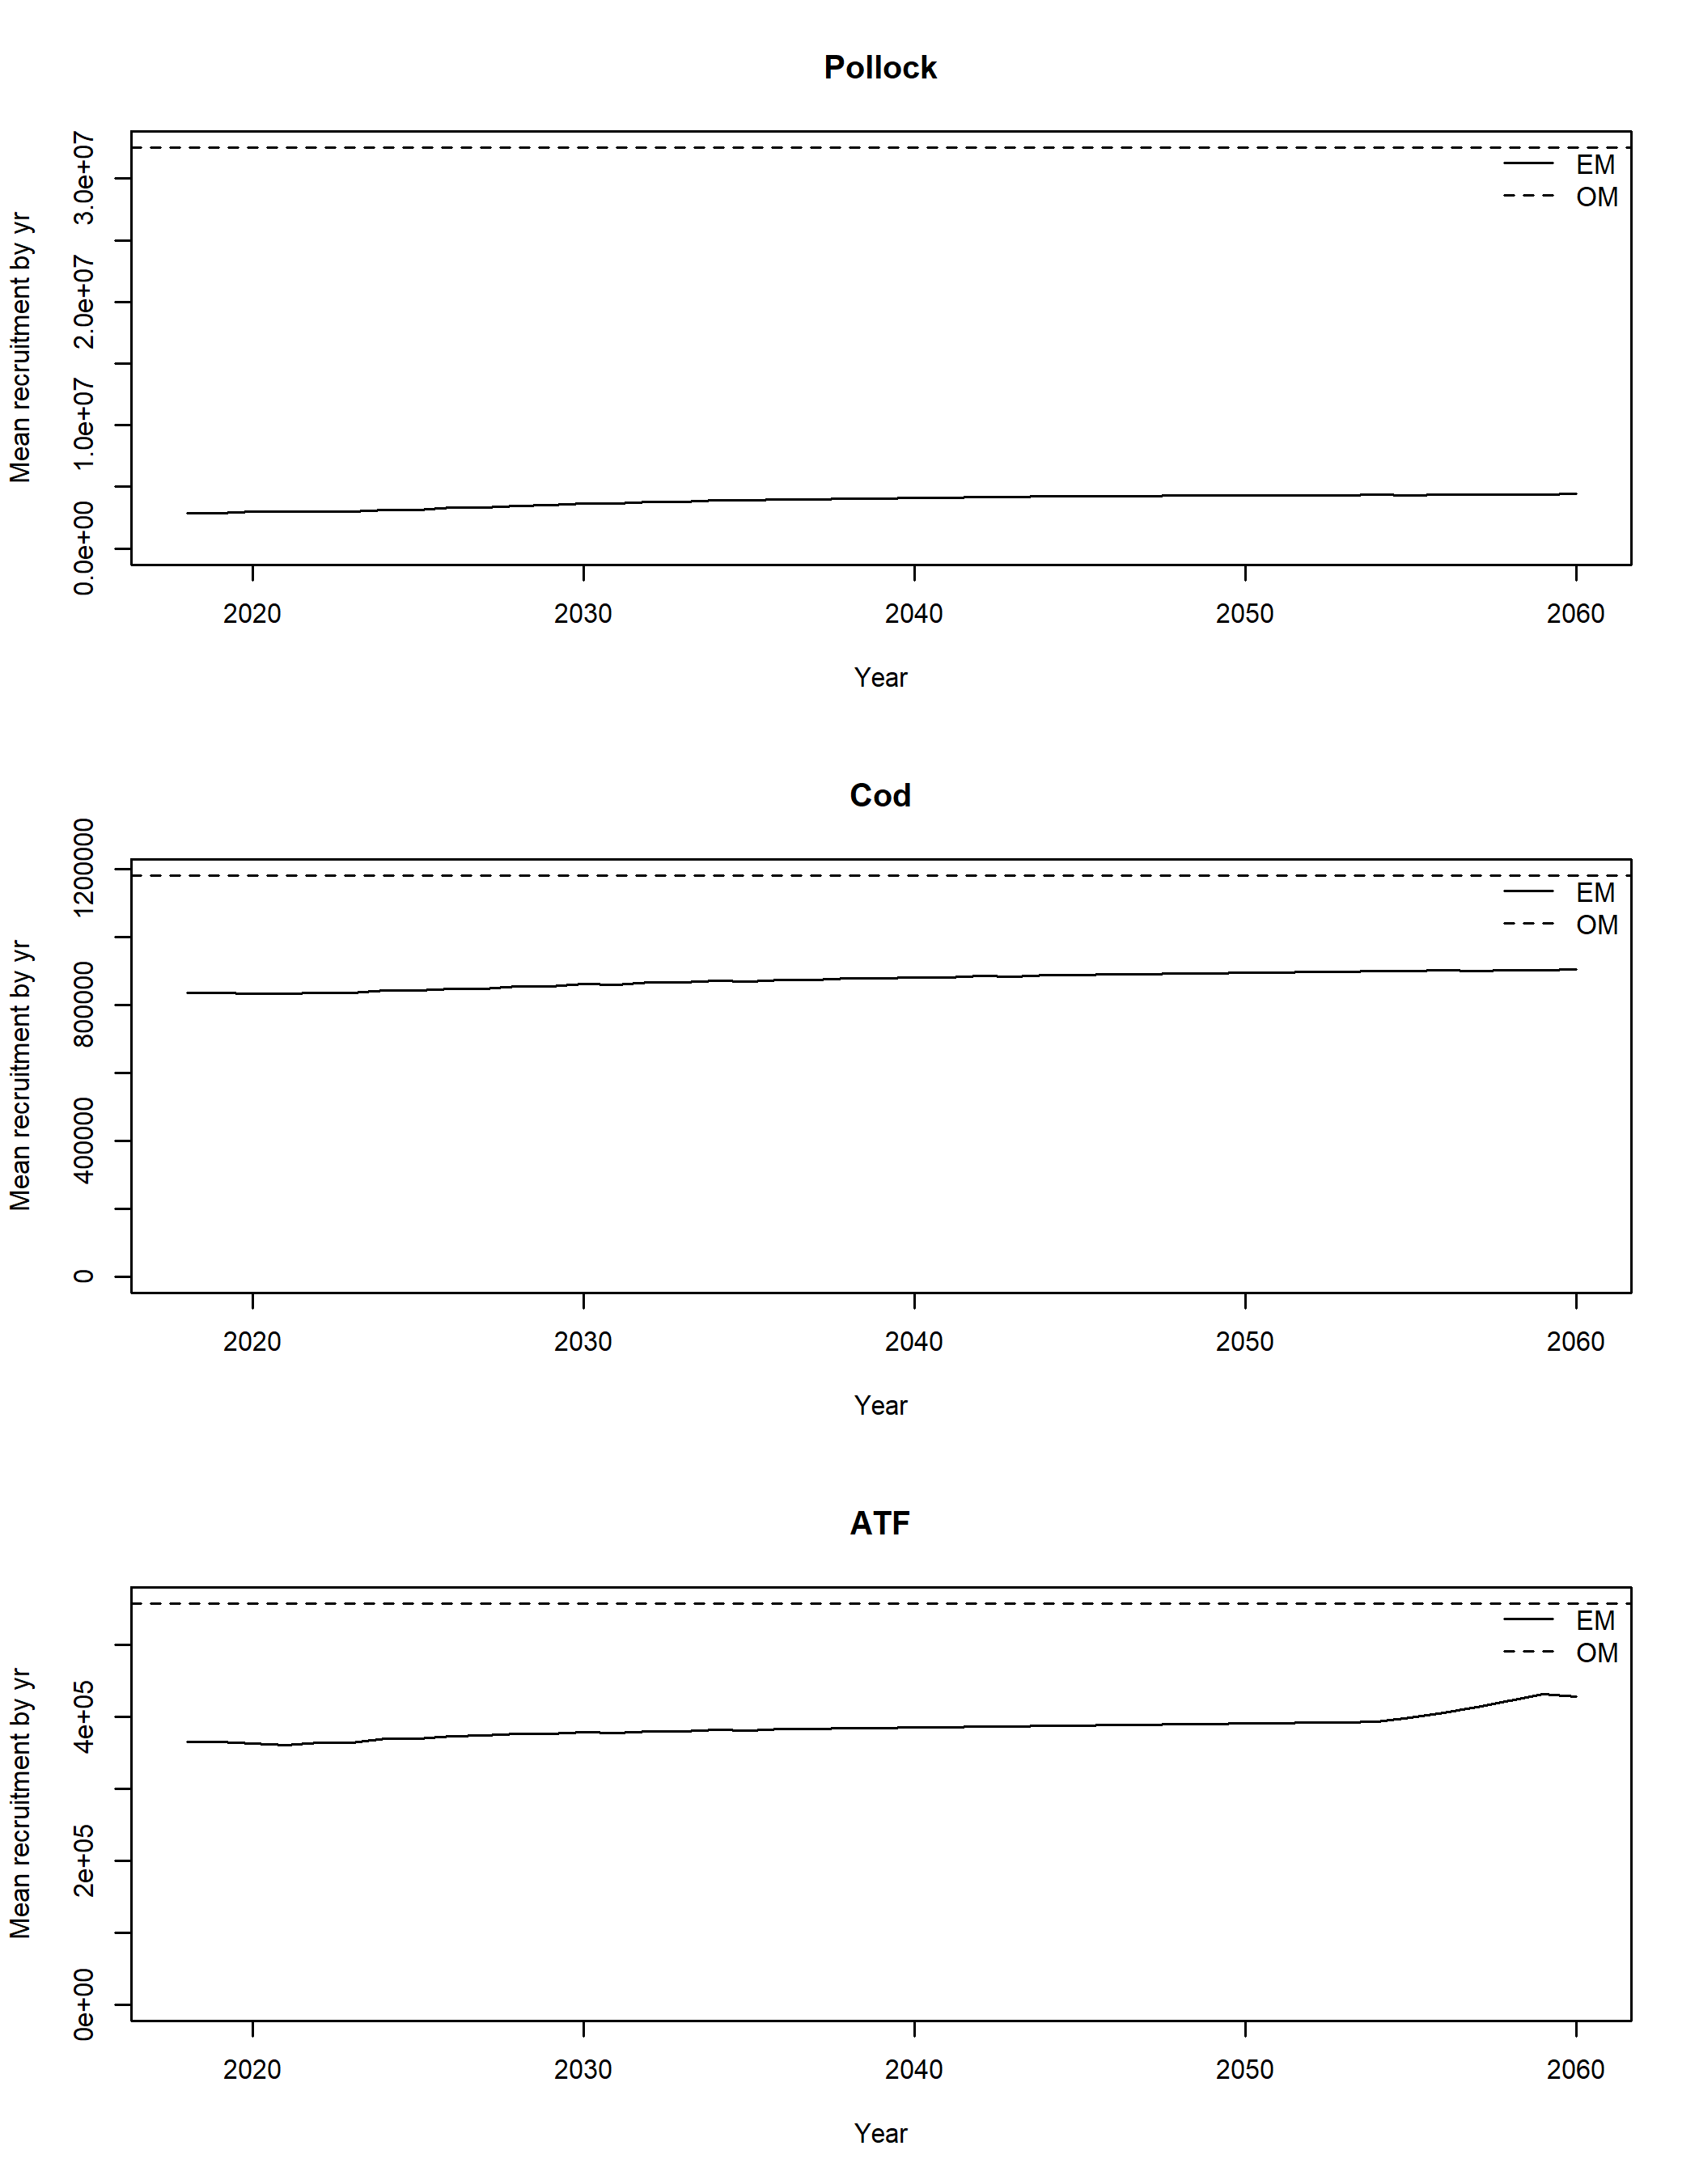 Pollock
Mean recruitment by yr
3.0e+07
2.0e+07
1.0e+07
0.0e+00
EM
OM
2020 2030 2040 2050 2060
Year
Cod
Mean recruitment by yr
1200000
800000
400000
0
EM
OM
2020 2030 2040 2050 2060
Year
ATF
Mean recruitment by yr
4e+05
2e+05
0e+00
EM
OM
2020 2030 2040 2050 2060
Year